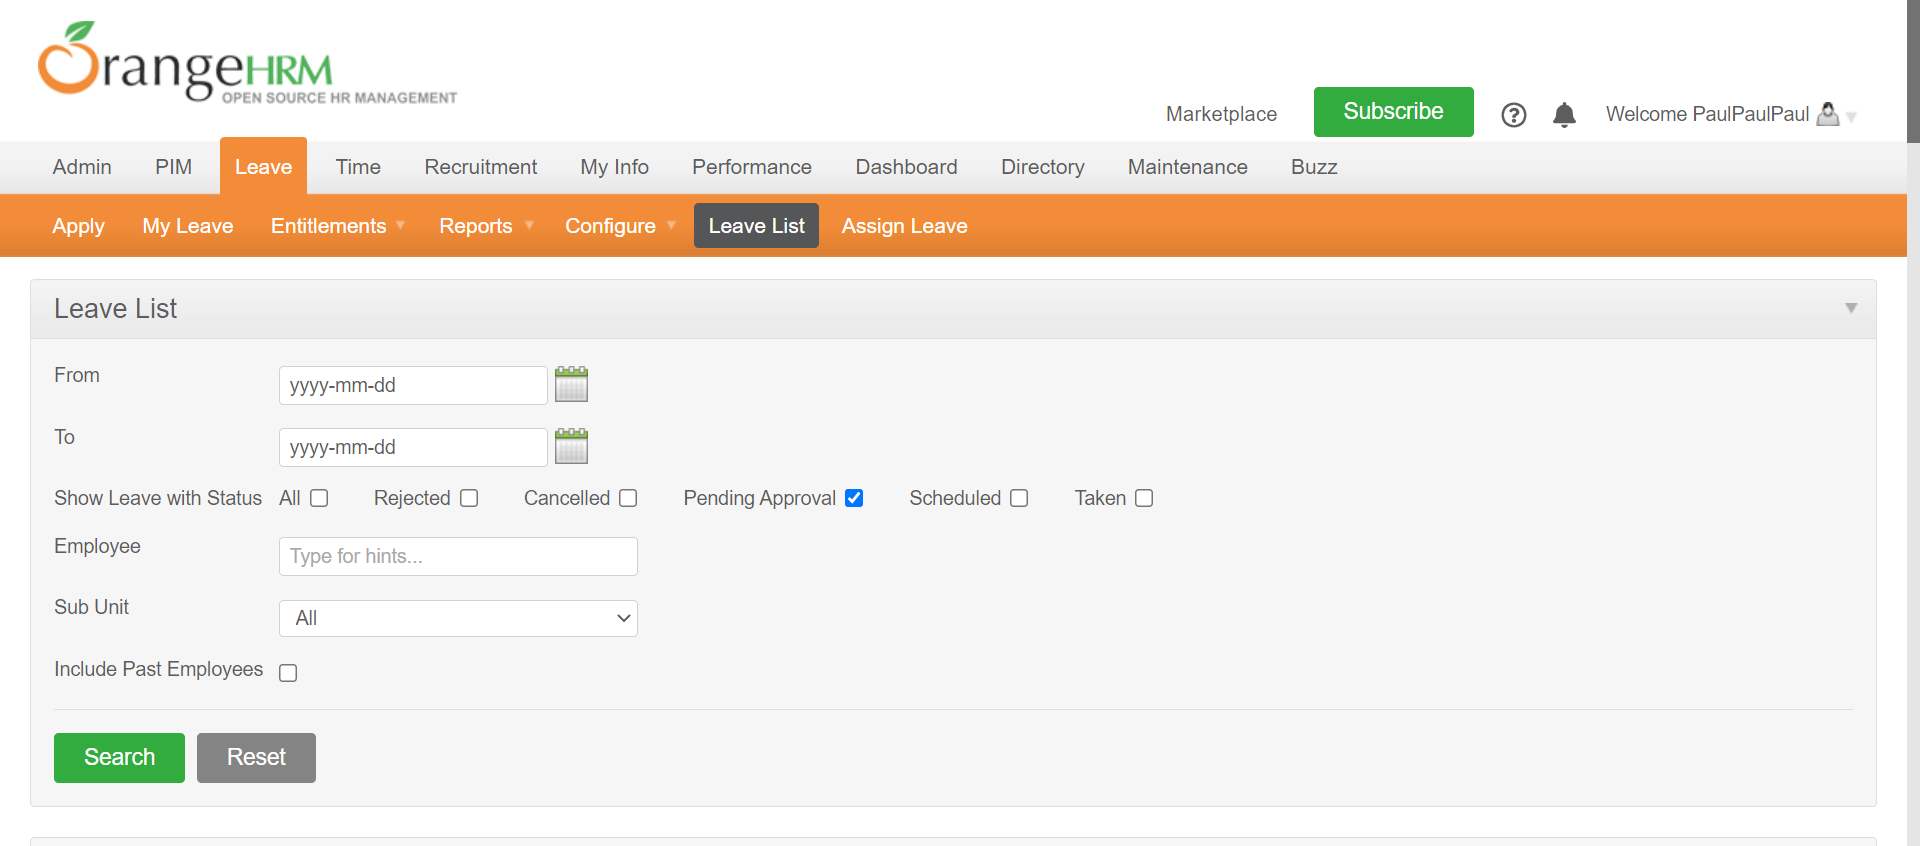 OrangeHRM
OPEN SOURCE HR MANAGEMENT
Marketplace Subscribe ? Welcome PaulPaulPaul
Admin PIM Leave Time Recruitment My Info Performance Dashboard Directory Maintenance Buzz
Apply My Leave Entitlements Reports Configure Leave List Assign Leave
Leave List
From yyyy-mm-dd
To yyyy-mm-dd
Show Leave with Status All Rejected Cancelled Pending Approval Scheduled Taken
Employee Type for hints...
Sub Unit All
Include Past Employees
Search Reset